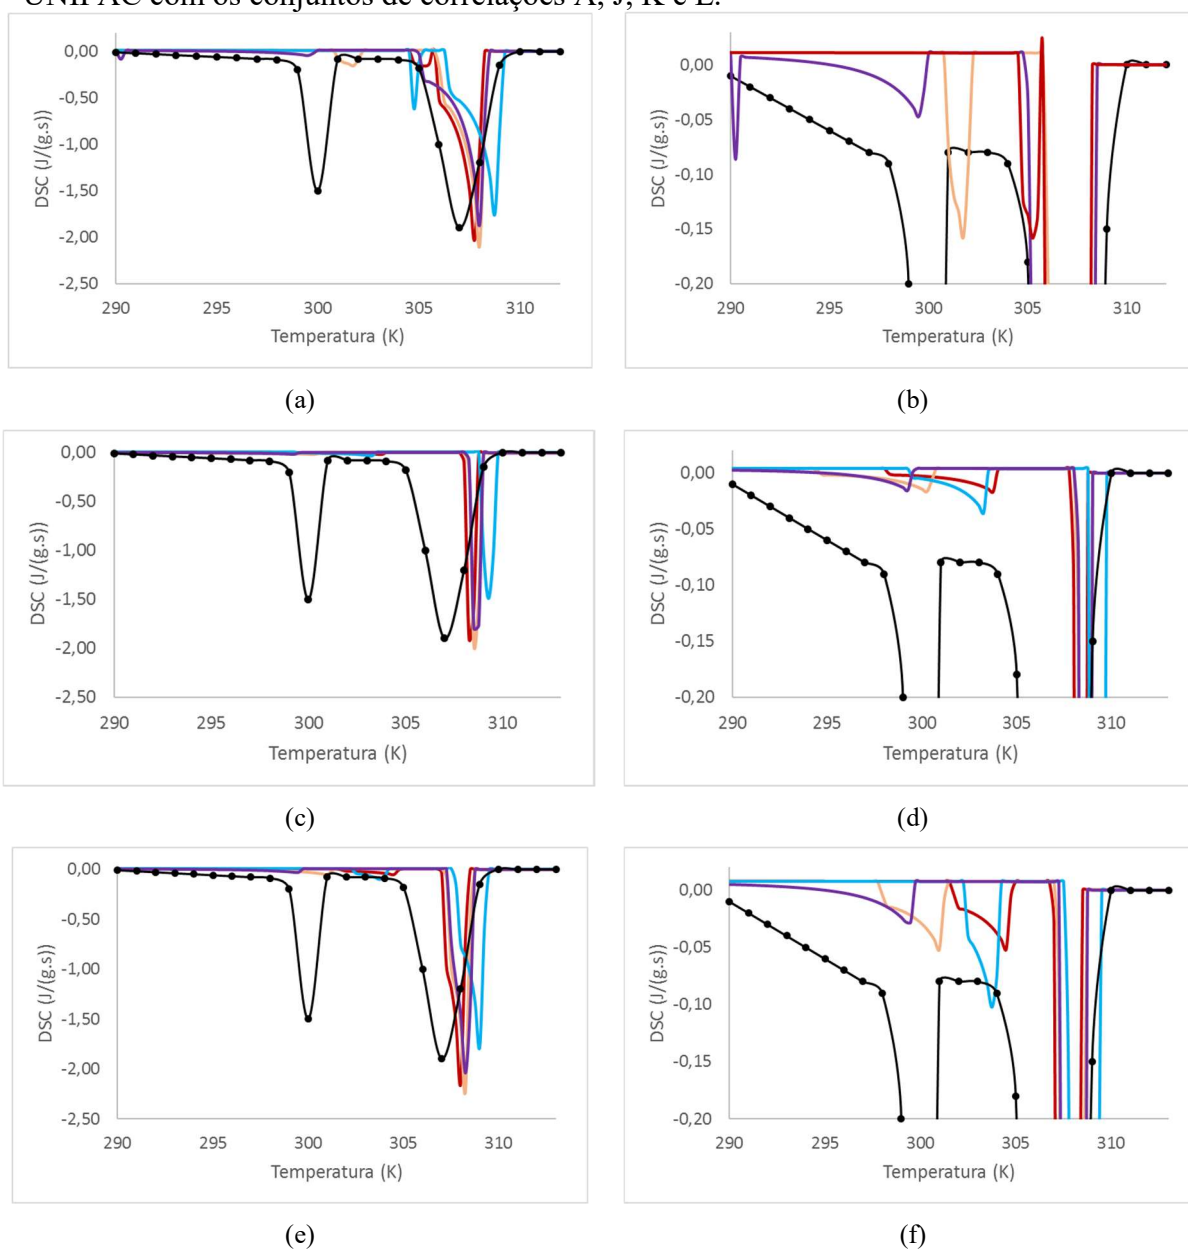 UNIFAC com os conjuntos de correlações A, J, K e L.
0,00
-0,50
-1,00
-1,50
-2,00
-2,50
DSC (J/(g.s))
290 295 300 305 310
Temperatura (K)
(a)
0,00
-0,05
-0,10
-0,15
-0,20
DSC (J/(g.s))
290 300 305 310
Temperatura (K)
(b)
0,00
-0,50
-1,00
-1,50
-2,00
-2,50
DSC (J/(g.s))
290 295 300 305 310
Temperatura (K)
(c)
0,00
-0,05
-0,10
-0,15
-0,20
DSC (J/(g.s))
290 295 300 305 310
Temperatura (K)
(d)
0,00
-0,50
-1,00
-1,50
-2,00
-2,50
DSC (J/(g.s))
290 295 300 305 310
Temperatura (K)
(e)
0,00
-0,05
-0,10
-0,15
-0,20
DSC (J/(g.s))
290 295 300 305 310
Temperatura (K)
(f)